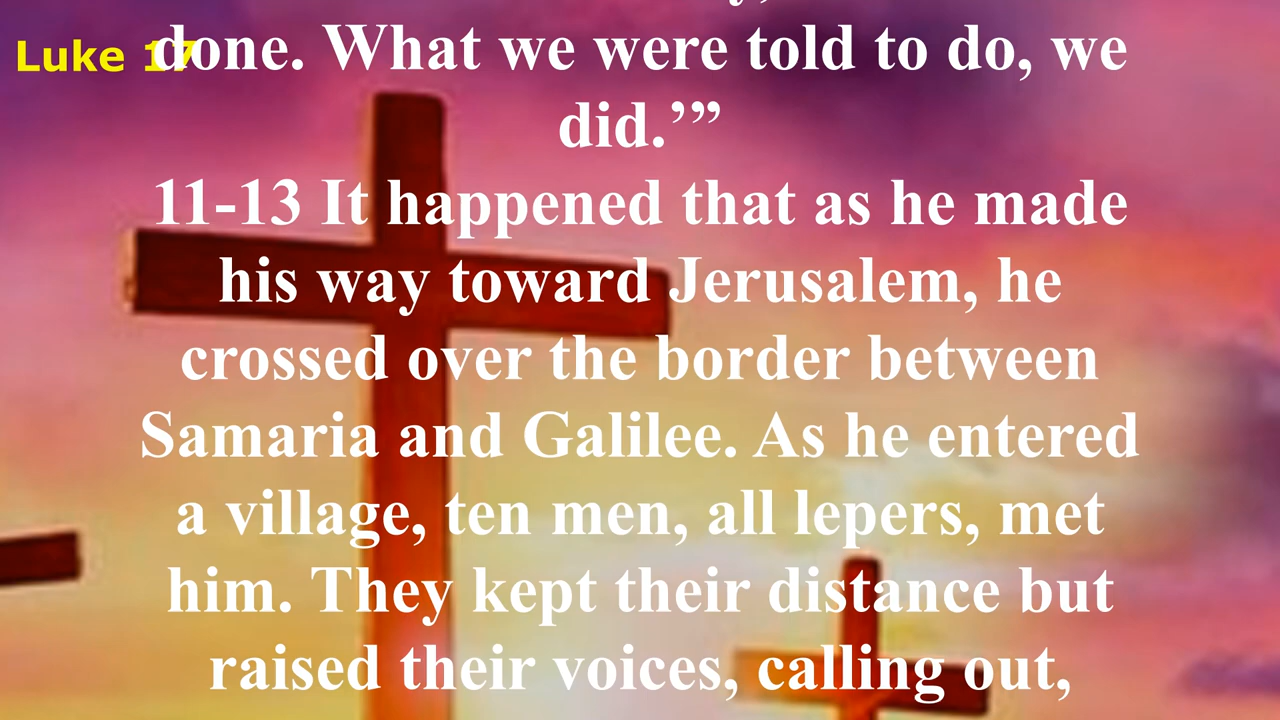 Luke 17
done. What we were told to do, we
did.’”
11-13 It happened that as he made
his way toward Jerusalem, he
crossed over the border between
Samaria and Galilee. As he entered
a village, ten men, all lepers, met
him. They kept their distance but
raised their voices, calling out,